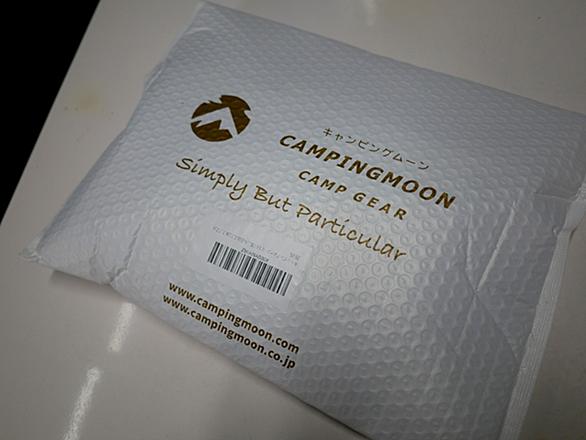 キャンピングムーン
CAMPINGMOON
CAMP GEAR
Simply But Particular
www.campingmoon.com
www.campingmoon.co.jp